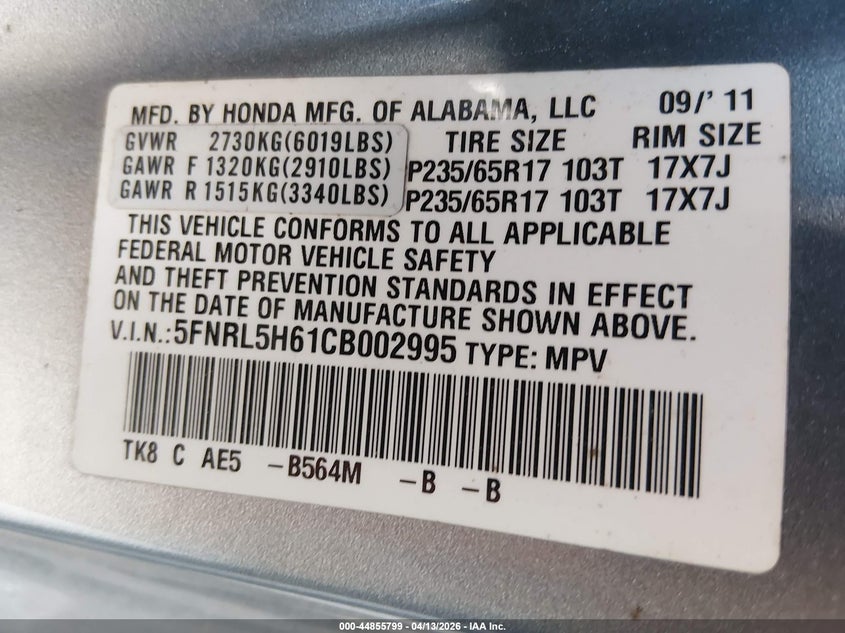 MFD. BY HONDA MFG. OF ALABAMA, LLC 09/' 11
GVWR 2730KG(6019LBS) TIRE SIZE RIM SIZE
GAWR F 1320KG(2910LBS) P235/65R17 103T 17X7J
GAWR R 1515KG(3340LBS) P235/65R17 103T 17X7J
THIS VEHICLE CONFORMS TO ALL APPLICABLE
FEDERAL MOTOR VEHICLE SAFETY
AND THEFT PREVENTION STANDARDS IN EFFECT
ON THE DATE OF MANUFACTURE SHOWN ABOVE.
V.I.N.:5FNRL5H61CB002995 TYPE: MPV
TK8 C AE5 -B564M -B -B
000-44855799 - 04/13/2026 - IAA Inc.